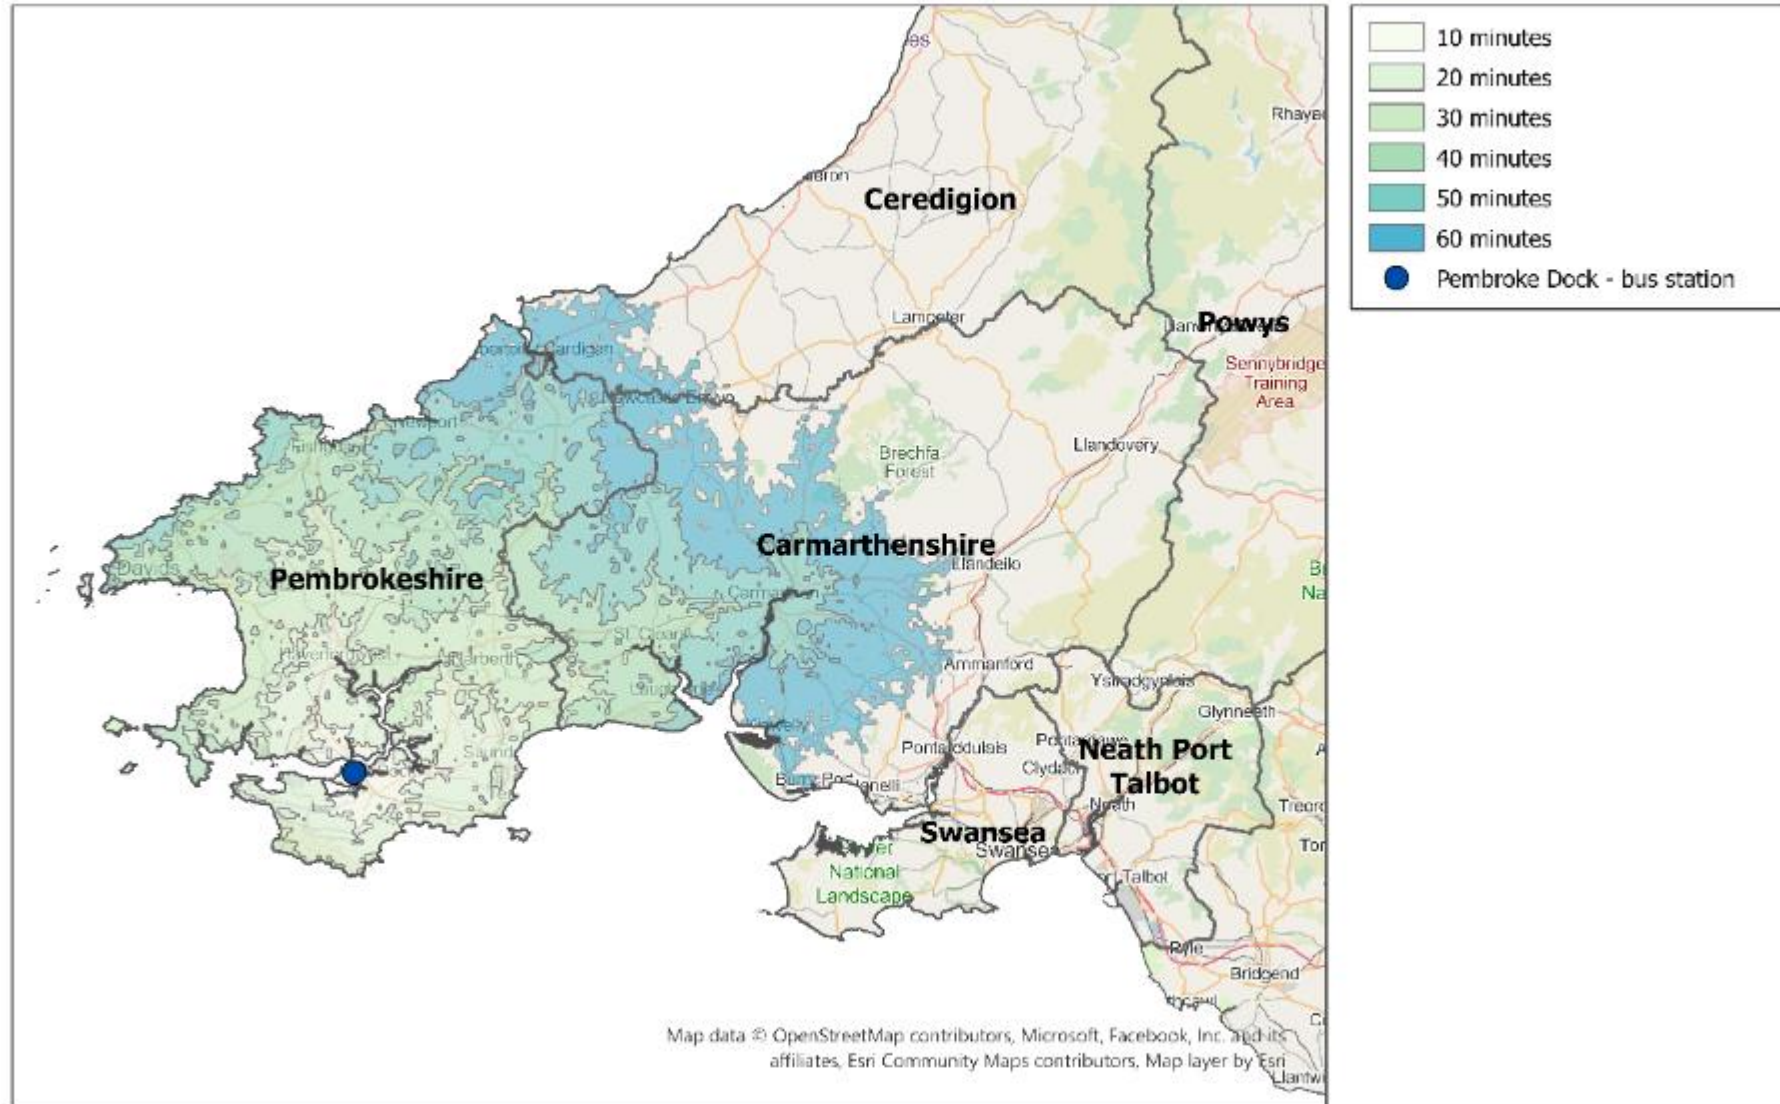 10 minutes
20 minutes
30 minutes
40 minutes
50 minutes
60 minutes
Pembroke Dock - bus station
Ceredigion
Lampeter
Powys
Sennybridge
Training
Area
Cardigan
Llandovery
Brechfa
Forest
Carmarthenshire
Llandeilo
Pembrokeshire
Carmarthen
Ammanford
Ystradgynlais
Glynneath
Neath Port
Talbot
Clydach
Neath
Swansea
Swansea
National
Landscape
Talbot
Pyle
Bridgend
Map data © OpenStreetMap contributors, Microsoft, Facebook, Inc. and its
affiliates, Esri Community Maps contributors, Map layer by Esri